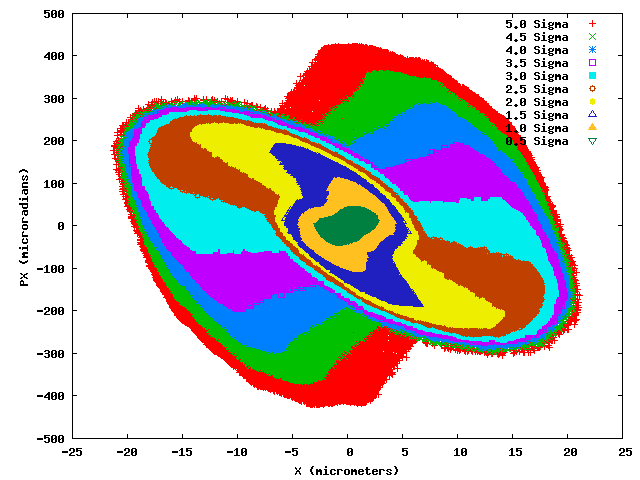 500
400
300
200
100
0
-100
-200
-300
-400
-500
PX (microradians)
5.0 Sigma
4.5 Sigma
4.0 Sigma
3.5 Sigma
3.0 Sigma
2.5 Sigma
2.0 Sigma
1.5 Sigma
1.0 Sigma
0.5 Sigma
-25 -20 -15 -10 -5 0 5 10 15 20 25
X (micrometers)